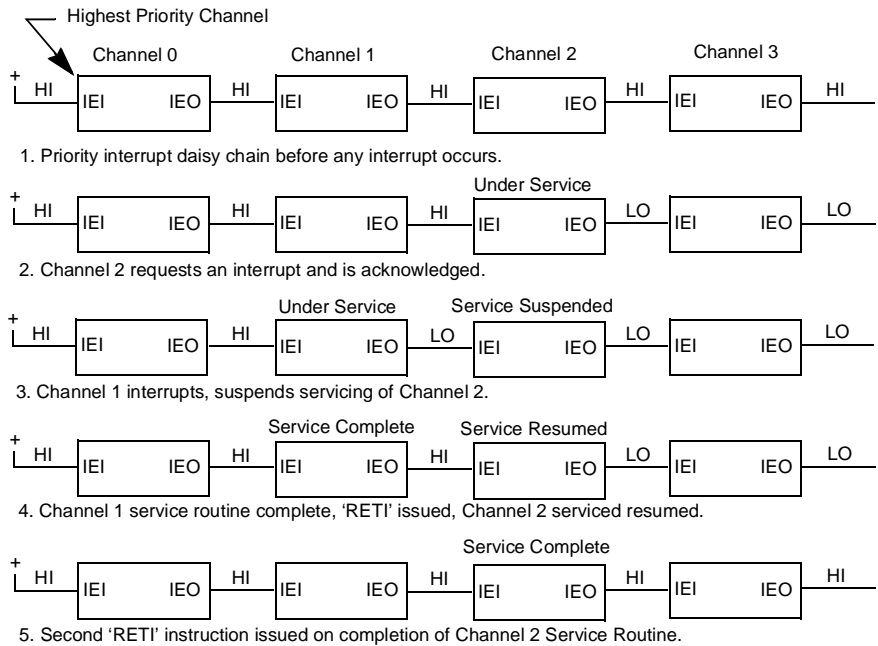 Highest Priority Channel
Channel 0 Channel 1 Channel 2 Channel 3
+ HI IEI IEO HI IEI IEO HI IEI IEO HI IEI IEO HI
1. Priority interrupt daisy chain before any interrupt occurs.
Under Service
+ HI IEI IEO HI IEI IEO HI IEI IEO LO IEI IEO LO
2. Channel 2 requests an interrupt and is acknowledged.
Under Service Service Suspended
+ HI IEI IEO HI IEI IEO LO IEI IEO LO IEI IEO LO
3. Channel 1 interrupts, suspends servicing of Channel 2.
Service Complete Service Resumed
+ HI IEI IEO HI IEI IEO HI IEI IEO LO IEI IEO LO
4. Channel 1 service routine complete, ‘RETI’ issued, Channel 2 serviced resumed.
Service Complete
+ HI IEI IEO HI IEI IEO HI IEI IEO HI IEI IEO HI
5. Second ‘RETI’ instruction issued on completion of Channel 2 Service Routine.